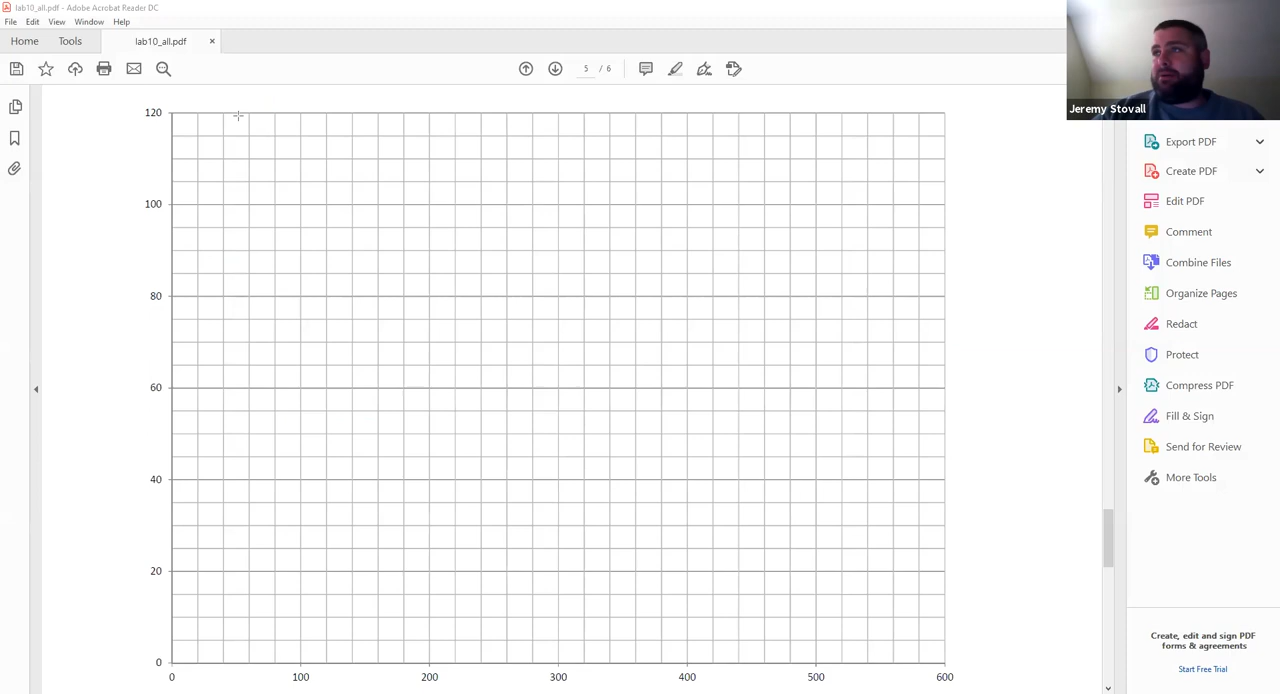 lab10_all.pdf - Adobe Acrobat Reader DC
File Edit View Window Help
Home Tools lab10_all.pdf ×
5 / 6
Jeremy Stovall
120
100
80
60
40
20
0
0 100 200 300 400 500 600
Export PDF
Create PDF
Edit PDF
Comment
Combine Files
Organize Pages
Redact
Protect
Compress PDF
Fill & Sign
Send for Review
More Tools
Create, edit and sign PDF
forms & agreements
Start Free Trial